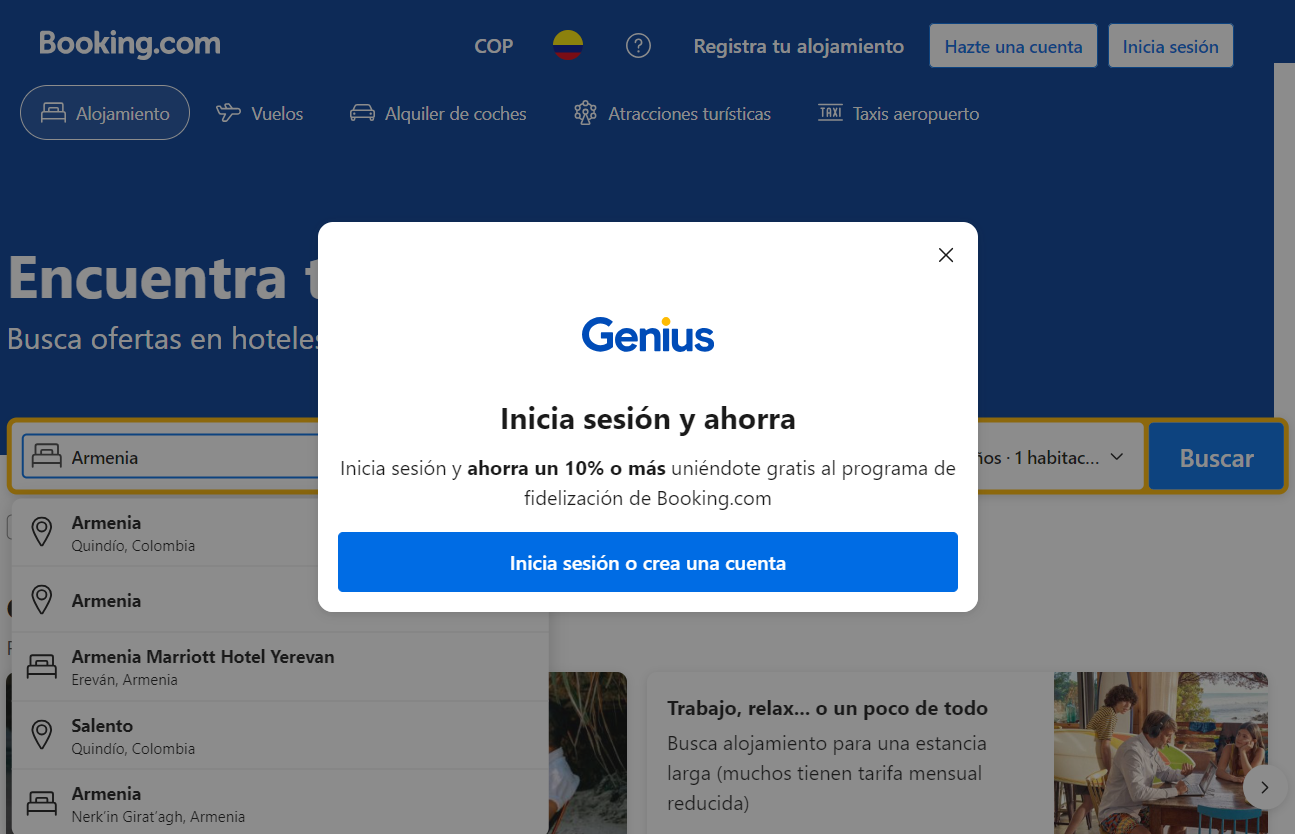 Booking.com
COP
Registra tu alojamiento
Hazte una cuenta
Inicia sesión
Alojamiento
Vuelos
Alquiler de coches
Atracciones turísticas
TAXI
Taxis aeropuerto
Encuentra
Busca ofertas en hoteles
Genius
Inicia sesión y ahorra
Inicia sesión y ahorra un 10% o más uniéndote gratis al programa de
fidelización de Booking.com
Inicia sesión o crea una cuenta
Armenia
· 1 habitac...
Buscar
Armenia
Quindío, Colombia
Armenia
Armenia Marriott Hotel Yerevan
Ereván, Armenia
Salento
Quindío, Colombia
Armenia
Nerk'in Girat'agh, Armenia
Trabajo, relax... o un poco de todo
Busca alojamiento para una estancia
larga (muchos tienen tarifa mensual
reducida)